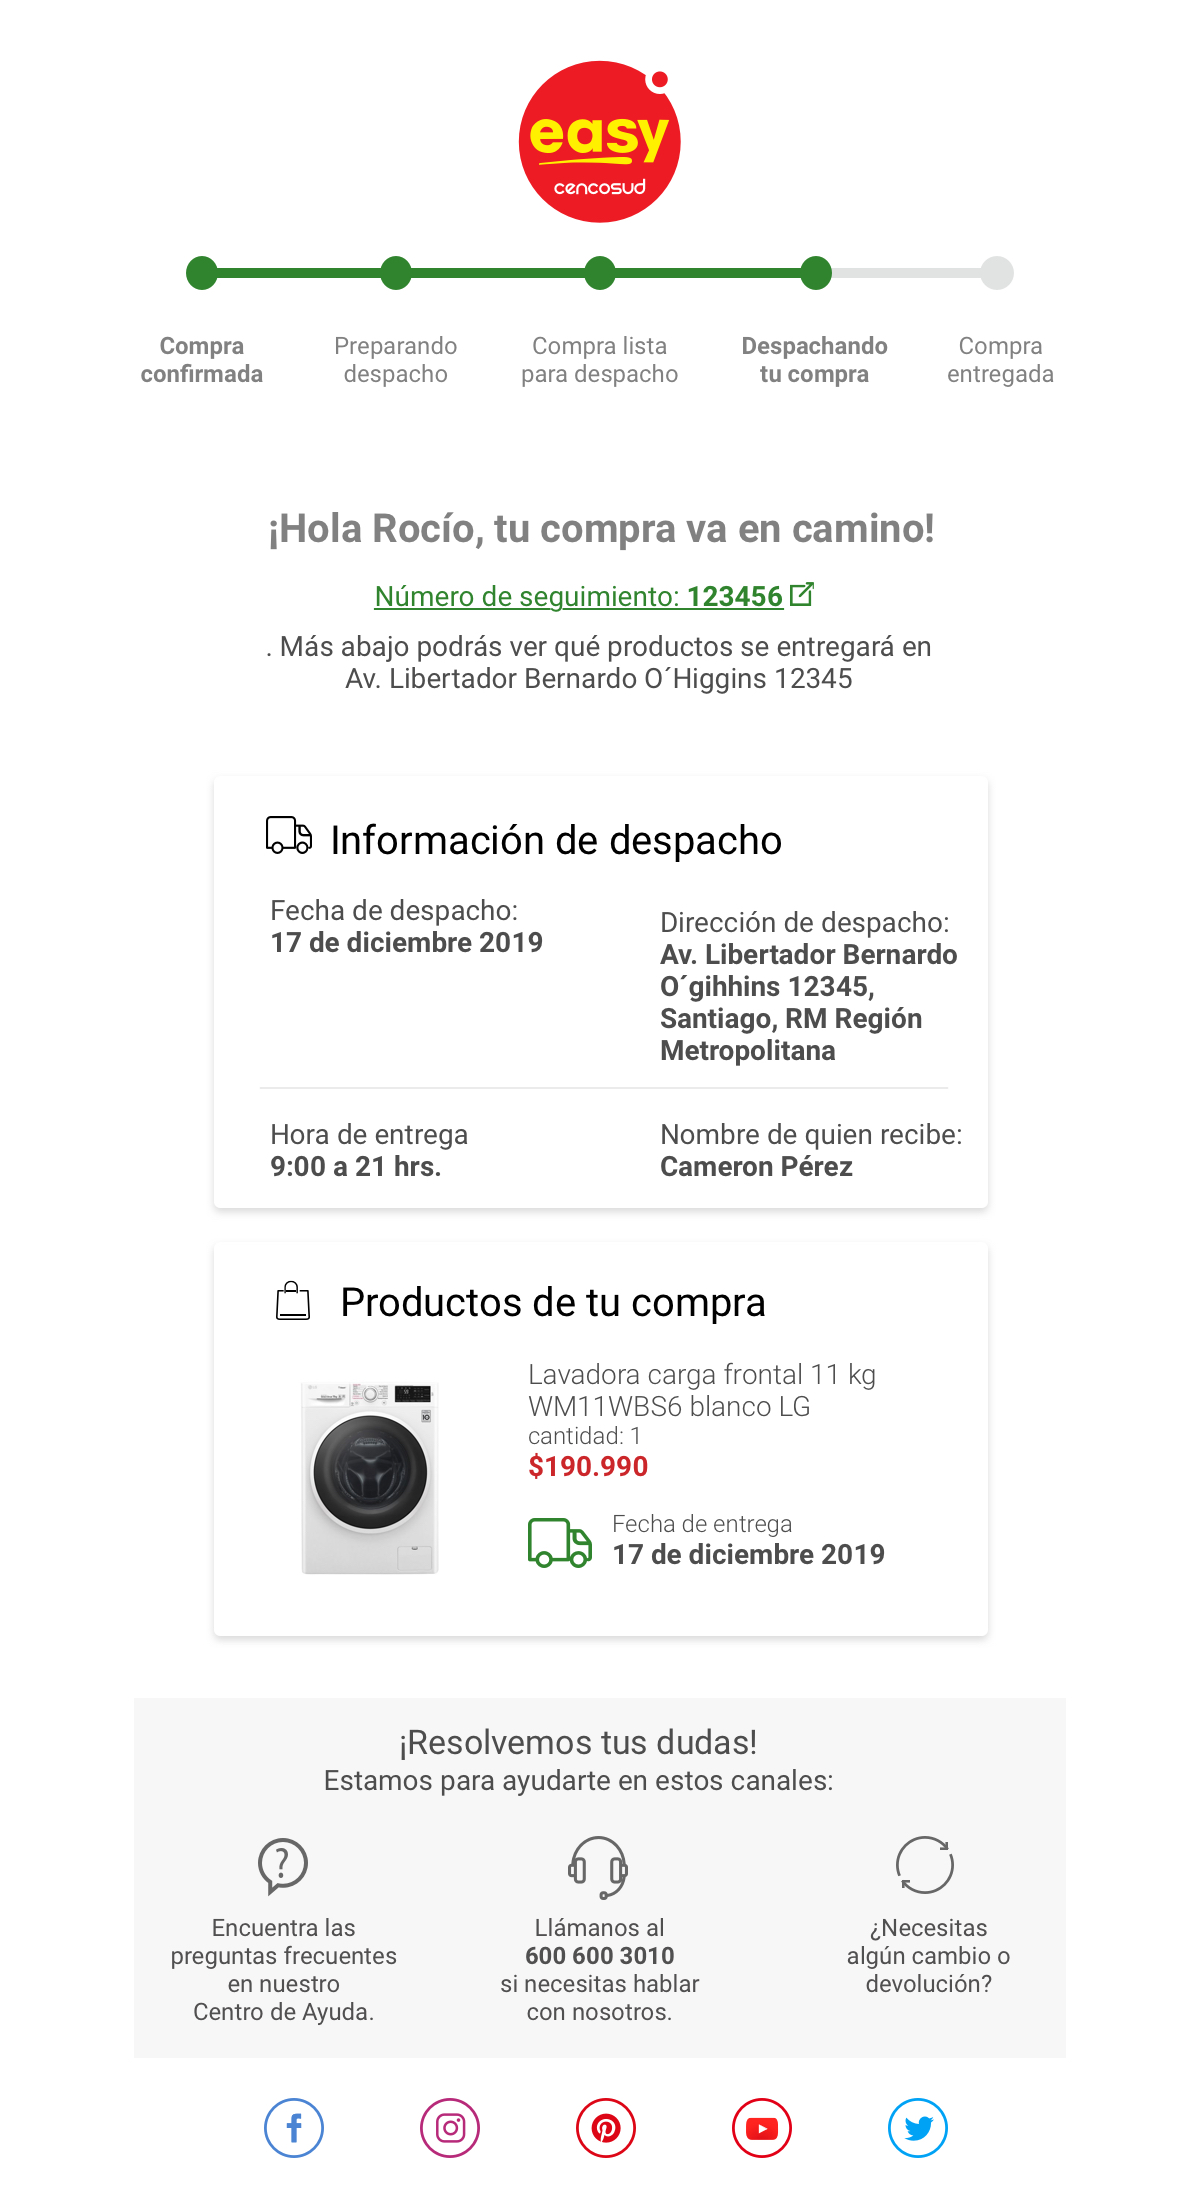 easy
cencosud
Compra
confirmada
Preparando
despacho
Compra lista
para despacho
Despachando
tu compra
Compra
entregada
¡Hola Rocío, tu compra va en camino!
Número de seguimiento: 123456
. Más abajo podrás ver qué productos se entregará en
Av. Libertador Bernardo O´Higgins 12345
Información de despacho
Fecha de despacho:
17 de diciembre 2019
Dirección de despacho:
Av. Libertador Bernardo
O´gihhins 12345,
Santiago, RM Región
Metropolitana
Hora de entrega
9:00 a 21 hrs.
Nombre de quien recibe:
Cameron Pérez
Productos de tu compra
Lavadora carga frontal 11 kg
WM11WBS6 blanco LG
cantidad: 1
$190.990
Fecha de entrega
17 de diciembre 2019
¡Resolvemos tus dudas!
Estamos para ayudarte en estos canales:
Encuentra las
preguntas frecuentes
en nuestro
Centro de Ayuda.
Llámanos al
600 600 3010
si necesitas hablar
con nosotros.
¿Necesitas
algún cambio o
devolución?